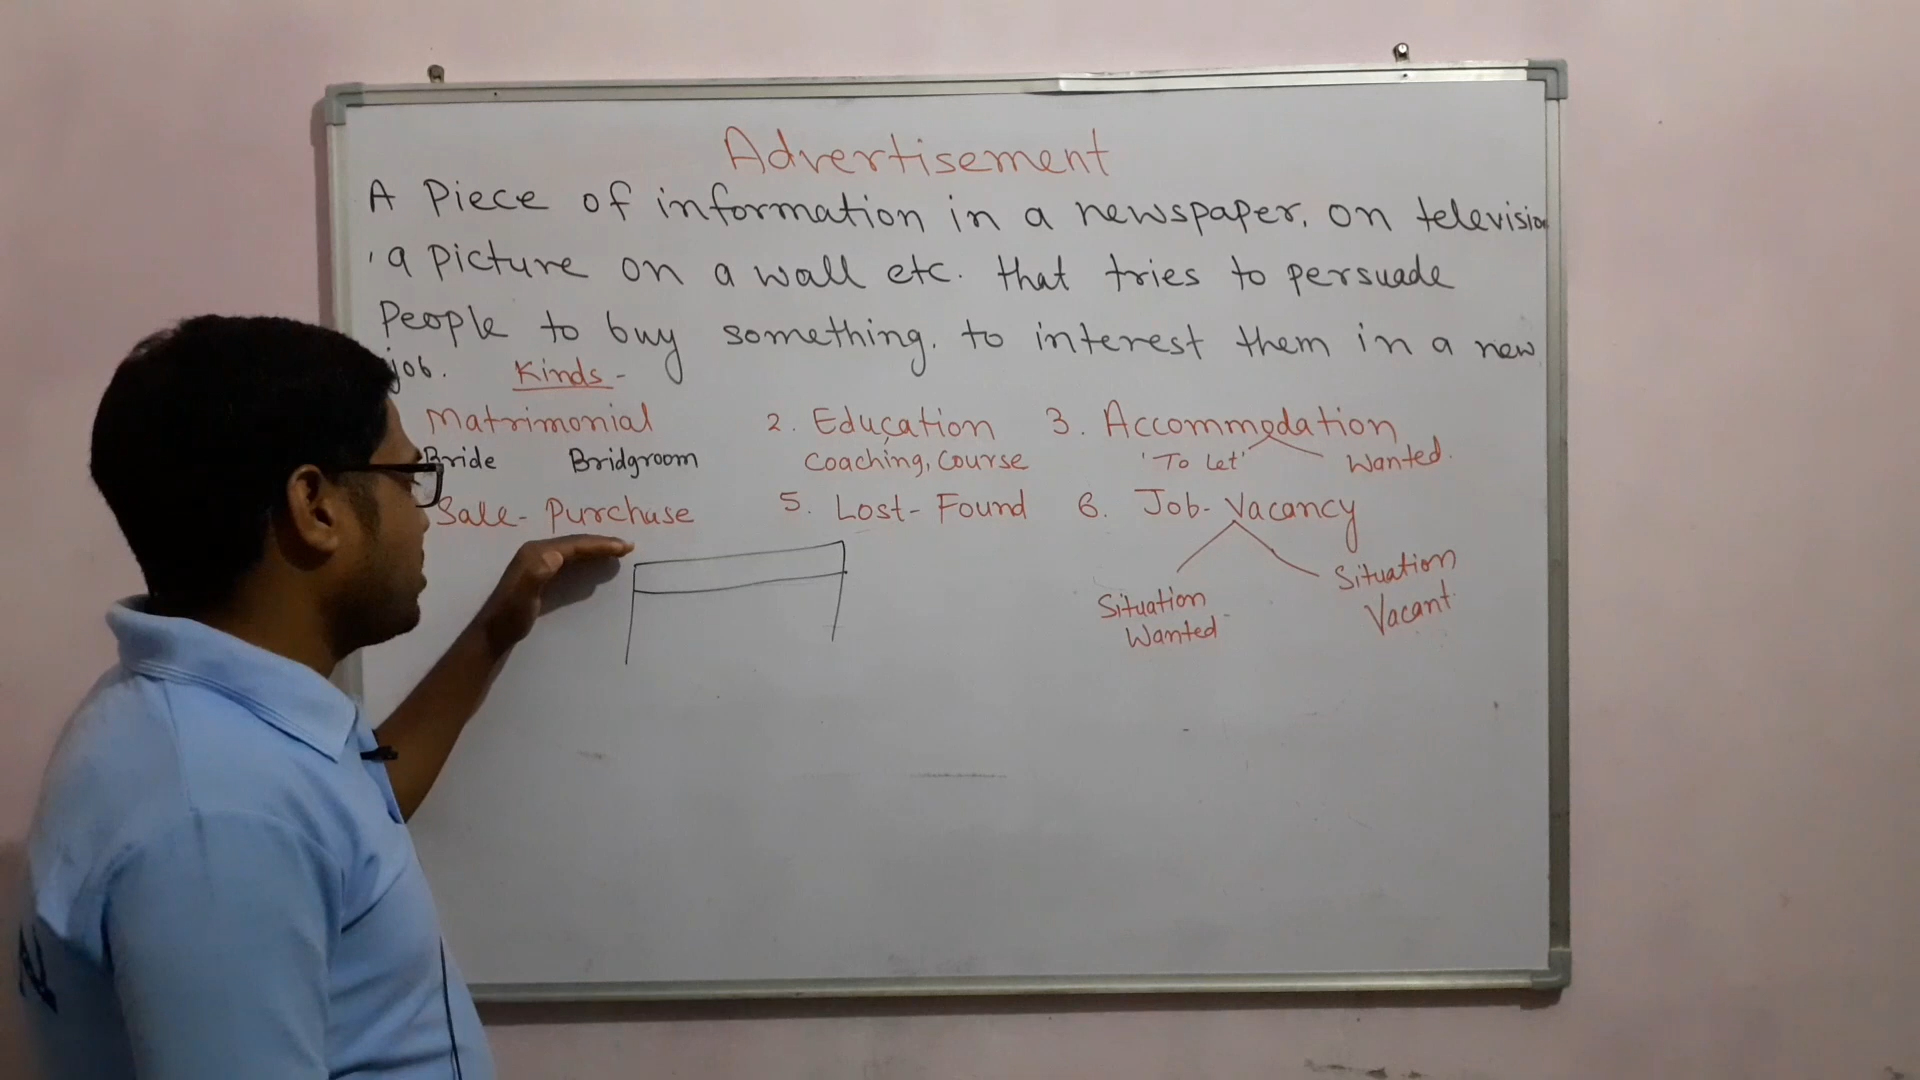 Advertisement
A Piece of information in a newspaper, on television
, a picture on a wall etc. that tries to persuade
People to buy something, to interest them in a new
job. Kinds -
Matrimonial 2. Education 3. Accommodation
Bride Bridgroom Coaching, Course 'To Let' Wanted.
Sale - Purchase 5. Lost - Found 6. Job - Vacancy
Situation Wanted
Situation Vacant